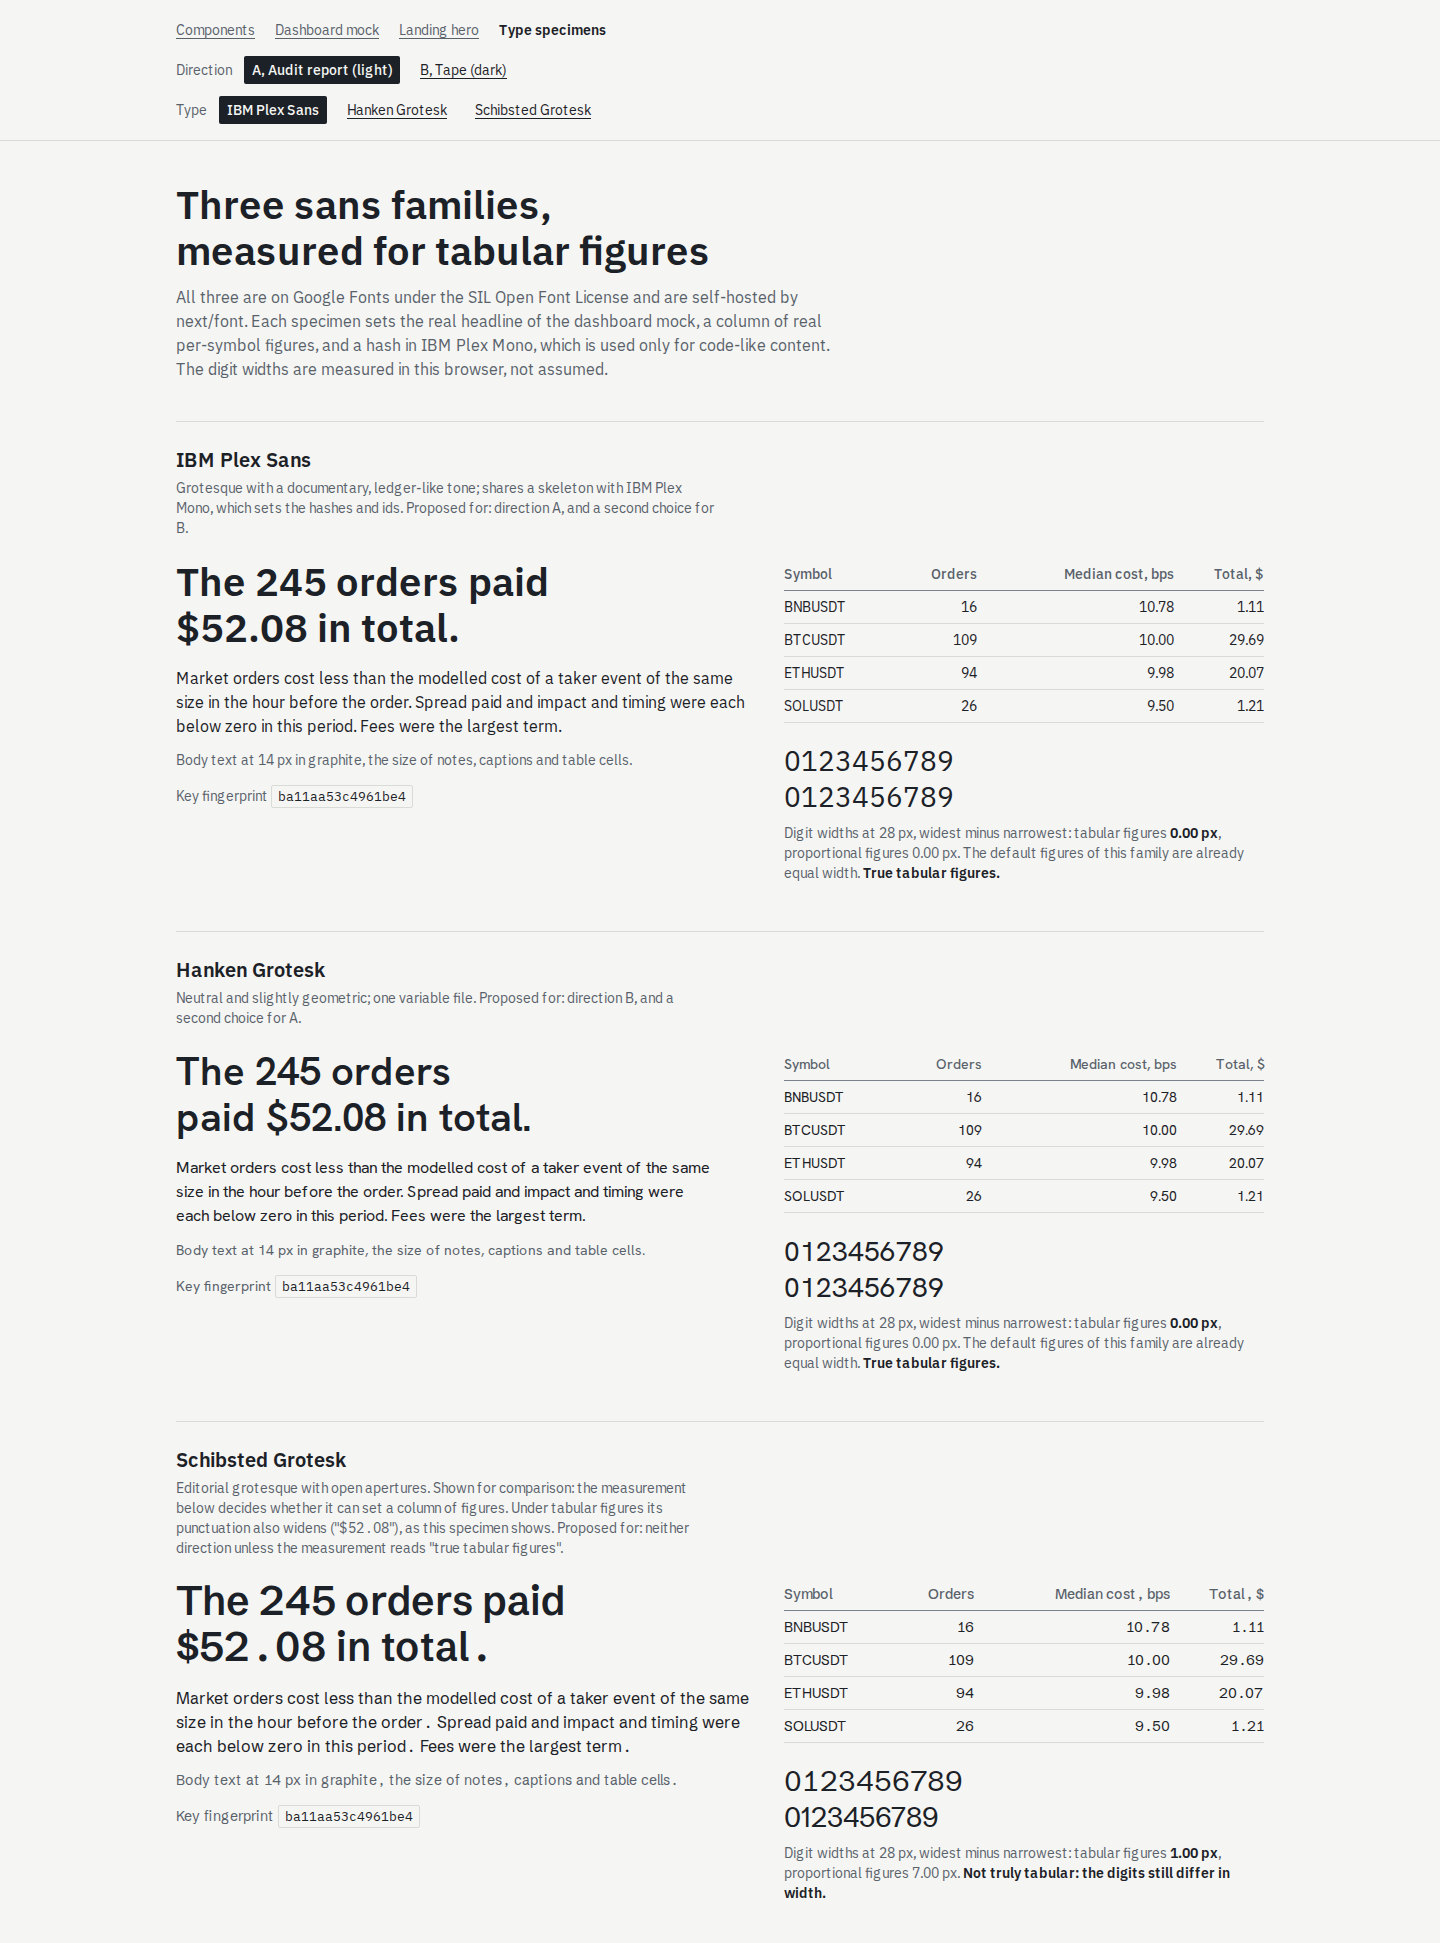 Components Dashboard mock Landing hero Type specimens
Direction A, Audit report (light) B, Tape (dark)
Type IBM Plex Sans Hanken Grotesk Schibsted Grotesk
Three sans families,
measured for tabular figures
All three are on Google Fonts under the SIL Open Font License and are self-hosted by
next/font. Each specimen sets the real headline of the dashboard mock, a column of real
per-symbol figures, and a hash in IBM Plex Mono, which is used only for code-like content.
The digit widths are measured in this browser, not assumed.
IBM Plex Sans
Grotesque with a documentary, ledger-like tone; shares a skeleton with IBM Plex
Mono, which sets the hashes and ids. Proposed for: direction A, and a second choice for
B.
The 245 orders paid
$52.08 in total.
Market orders cost less than the modelled cost of a taker event of the same
size in the hour before the order. Spread paid and impact and timing were each
below zero in this period. Fees were the largest term.
Body text at 14 px in graphite, the size of notes, captions and table cells.
Key fingerprint ba11aa53c4961be4
Symbol Orders Median cost, bps Total, $
BNBUSDT 16 10.78 1.11
BTCUSDT 109 10.00 29.69
ETHUSDT 94 9.98 20.07
SOLUSDT 26 9.50 1.21
0123456789
0123456789
Digit widths at 28 px, widest minus narrowest: tabular figures 0.00 px,
proportional figures 0.00 px. The default figures of this family are already
equal width. True tabular figures.
Hanken Grotesk
Neutral and slightly geometric; one variable file. Proposed for: direction B, and a
second choice for A.
The 245 orders
paid $52.08 in total.
Market orders cost less than the modelled cost of a taker event of the same
size in the hour before the order. Spread paid and impact and timing were
each below zero in this period. Fees were the largest term.
Body text at 14 px in graphite, the size of notes, captions and table cells.
Key fingerprint ba11aa53c4961be4
Symbol Orders Median cost, bps Total, $
BNBUSDT 16 10.78 1.11
BTCUSDT 109 10.00 29.69
ETHUSDT 94 9.98 20.07
SOLUSDT 26 9.50 1.21
0123456789
0123456789
Digit widths at 28 px, widest minus narrowest: tabular figures 0.00 px,
proportional figures 0.00 px. The default figures of this family are already
equal width. True tabular figures.
Schibsted Grotesk
Editorial grotesque with open apertures. Shown for comparison: the measurement
below decides whether it can set a column of figures. Under tabular figures its
punctuation also widens ("$52 . 08"), as this specimen shows. Proposed for: neither
direction unless the measurement reads "true tabular figures".
The 245 orders paid
$52 . 08 in total .
Market orders cost less than the modelled cost of a taker event of the same
size in the hour before the order . Spread paid and impact and timing were
each below zero in this period . Fees were the largest term .
Body text at 14 px in graphite , the size of notes , captions and table cells .
Key fingerprint ba11aa53c4961be4
Symbol Orders Median cost , bps Total , $
BNBUSDT 16 10.78 1.11
BTCUSDT 109 10.00 29.69
ETHUSDT 94 9.98 20.07
SOLUSDT 26 9.50 1.21
0123456789
0123456789
Digit widths at 28 px, widest minus narrowest: tabular figures 1.00 px,
proportional figures 7.00 px. Not truly tabular: the digits still differ in
width.